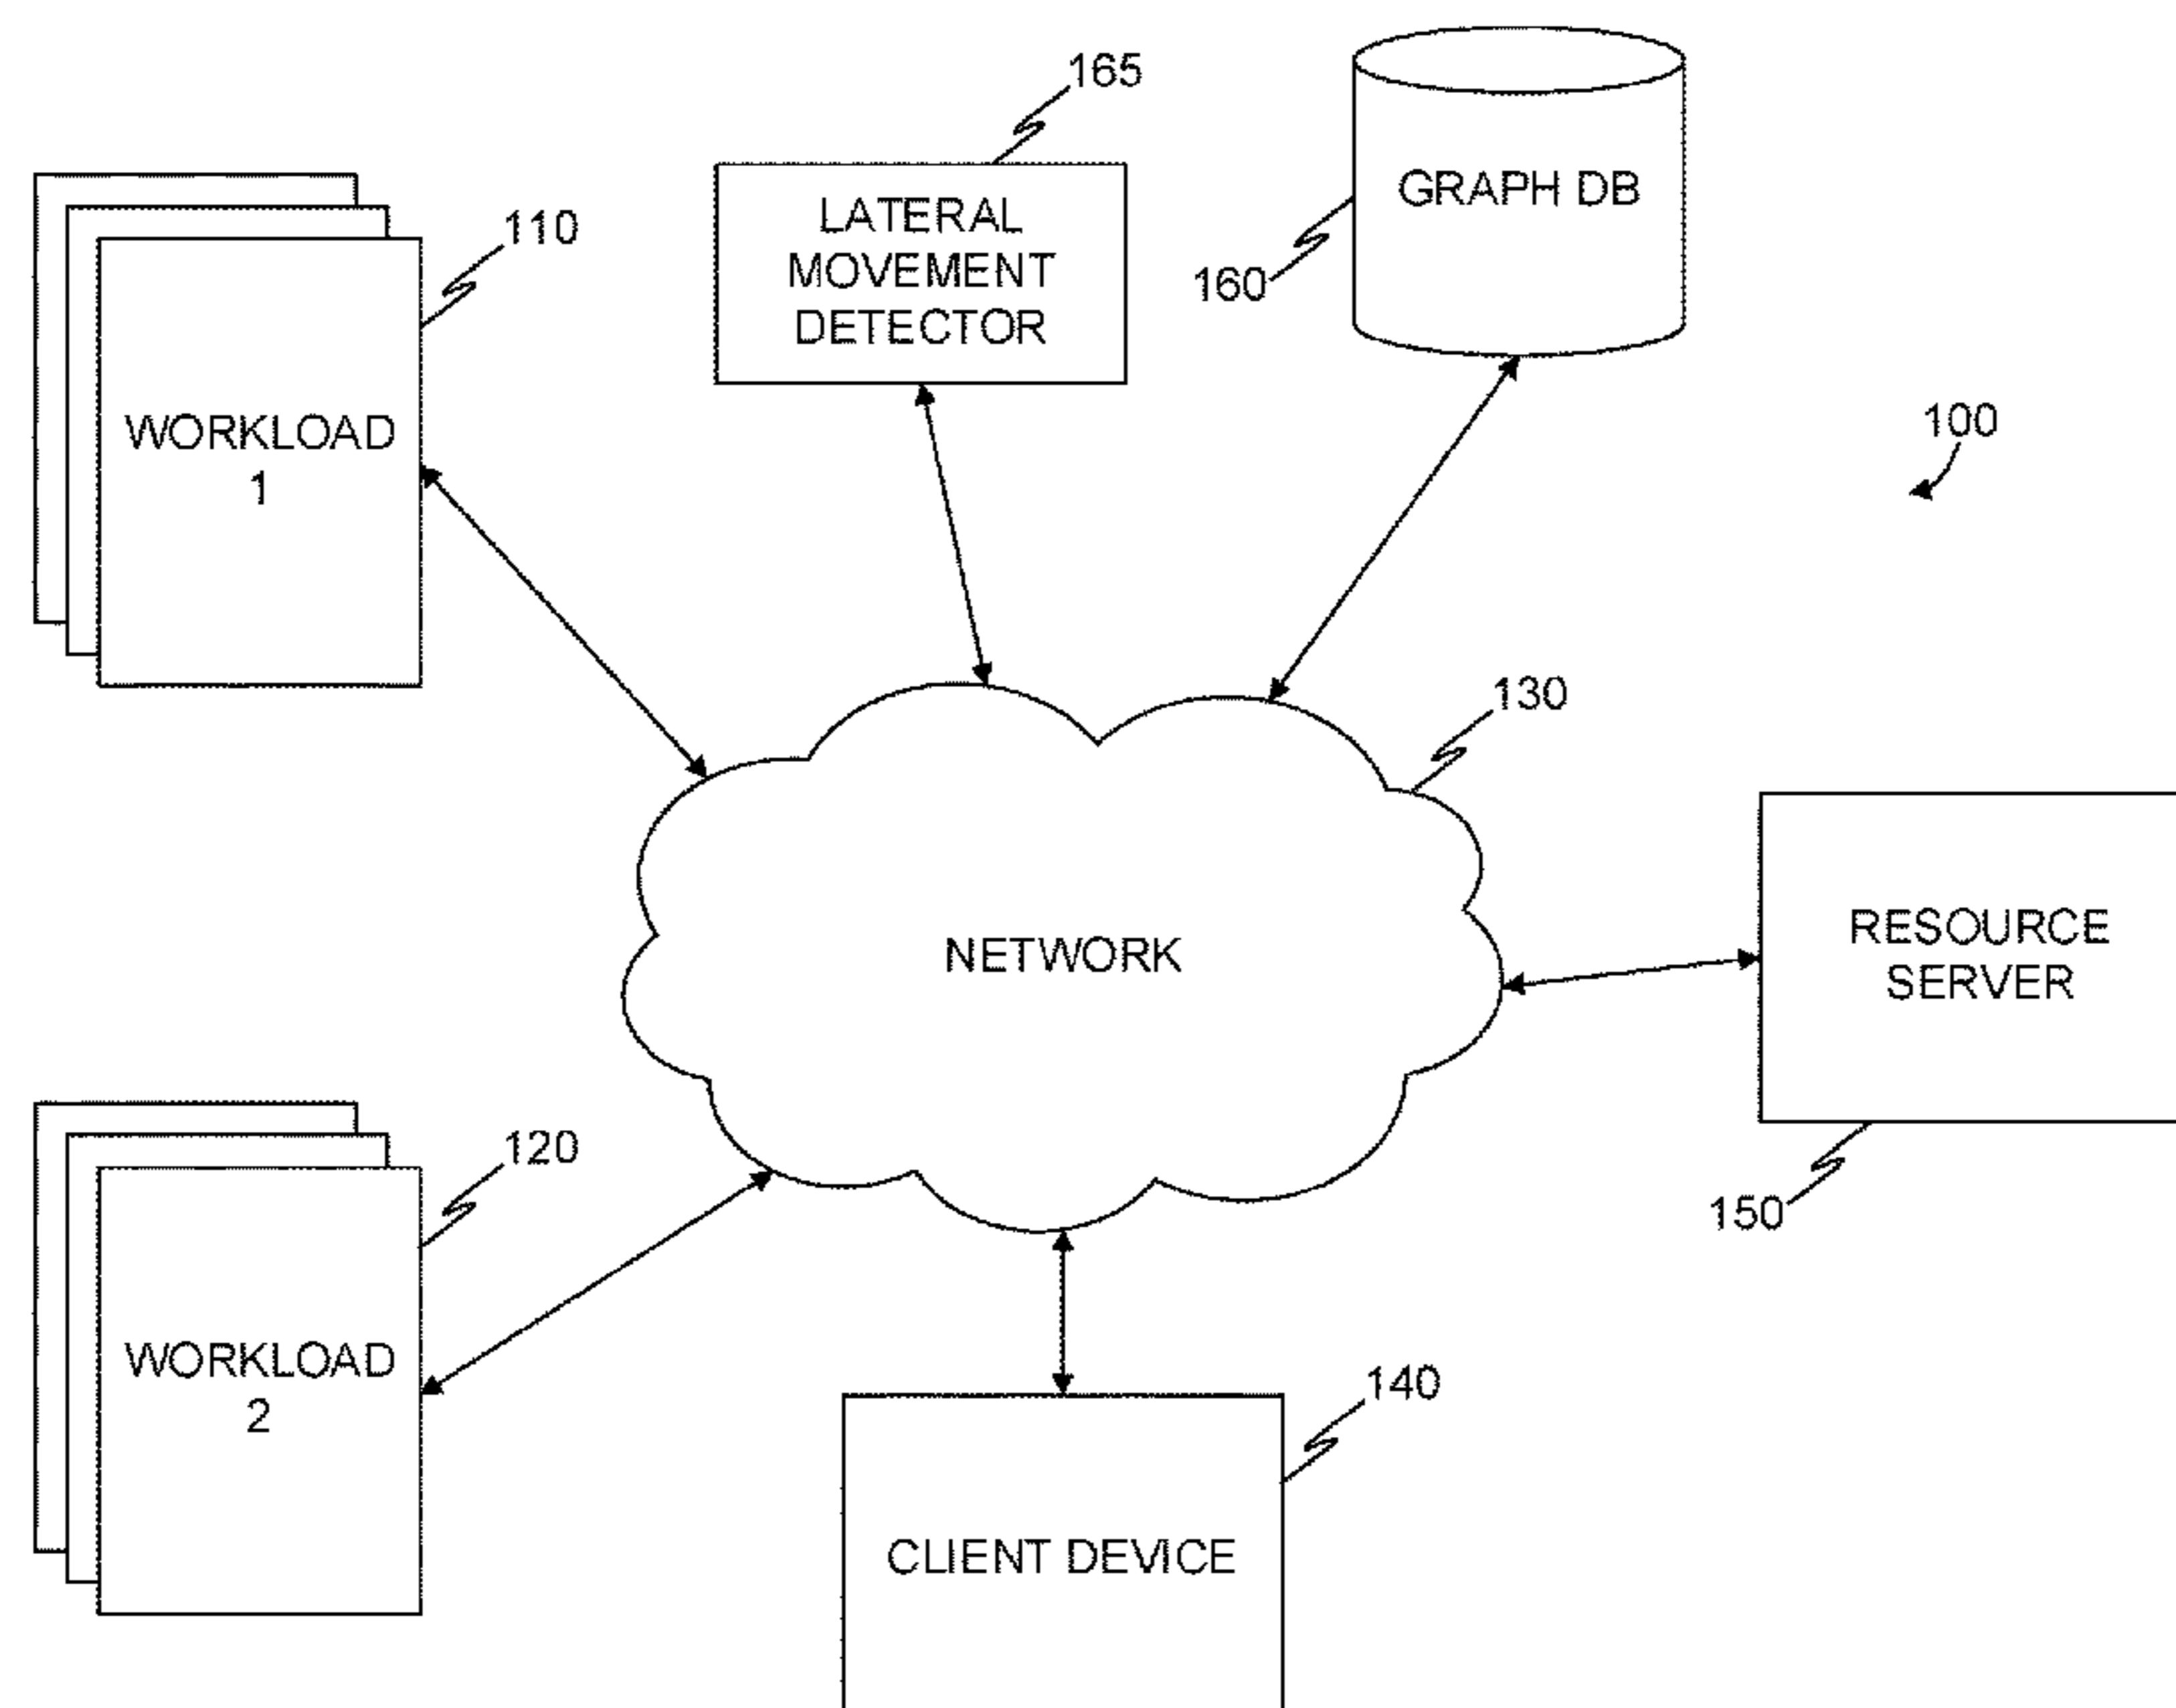 165
GRAPH DB
110
LATERAL
MOVEMENT
DETECTOR
160
WORKLOAD
1
100
130
NETWORK
RESOURCE
SERVER
120
150
WORKLOAD
2
140
CLIENT DEVICE